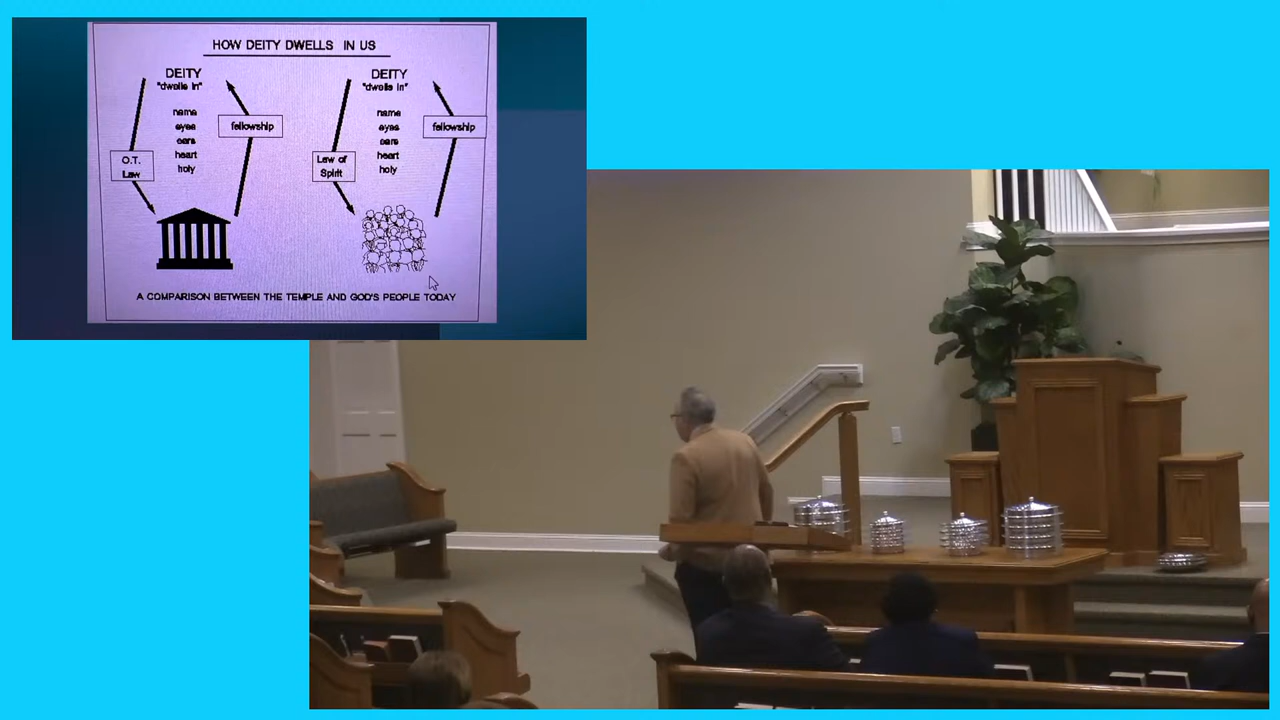 HOW DEITY DWELLS IN US
DEITY
"dwells in"
name
eyes
ears
heart
holy
O.T.
Law
fellowship
DEITY
"dwells in"
name
eyes
ears
heart
holy
Law of
Spirit
fellowship
A COMPARISON BETWEEN THE TEMPLE AND GOD'S PEOPLE TODAY